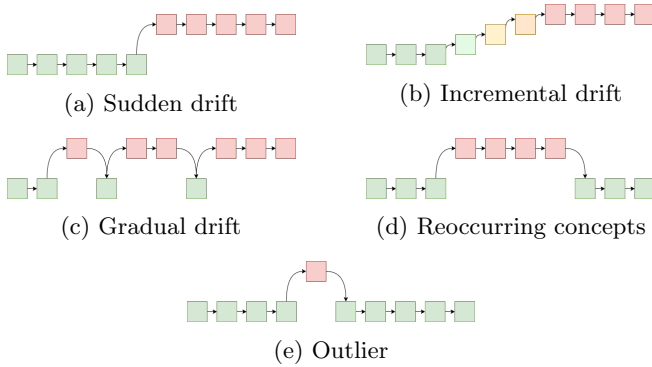 (a) Sudden drift
(b) Incremental drift
(c) Gradual drift
(d) Reoccurring concepts
(e) Outlier